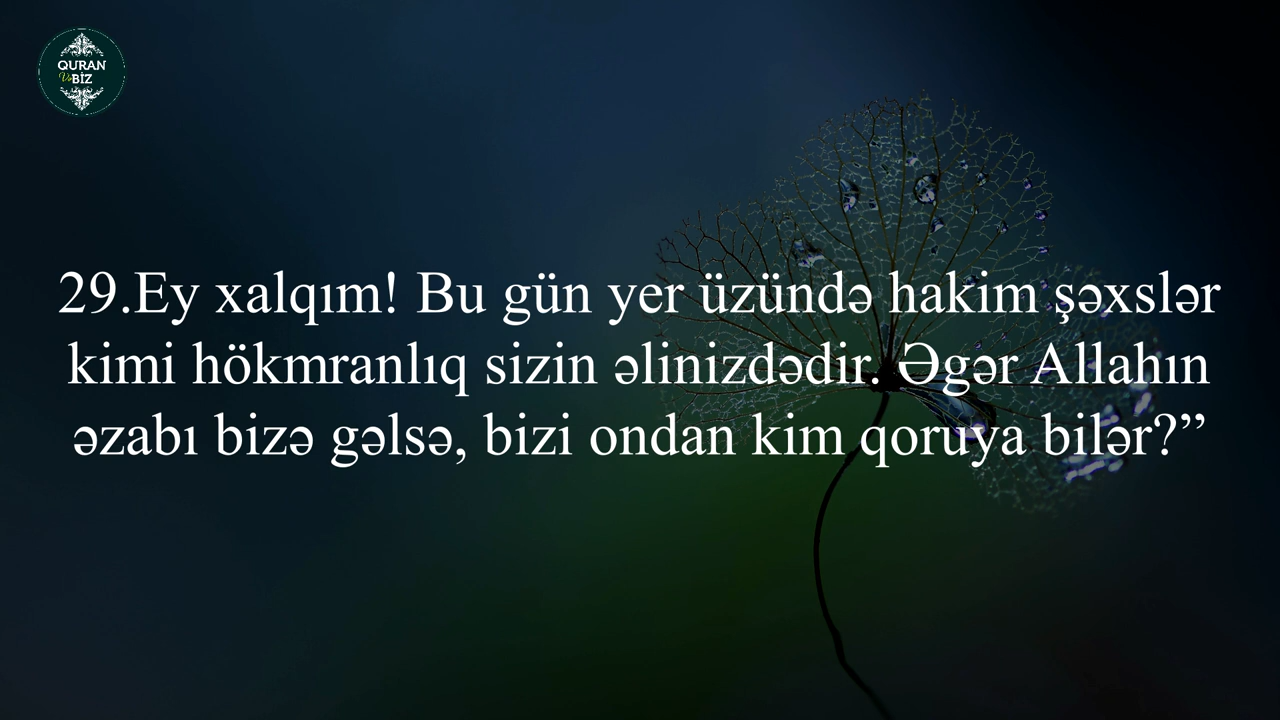 QURAN
Və BİZ
29.Ey xalqım! Bu gün yer üzündə hakim şəxslər
kimi hökmranlıq sizin əlinizdədir. Əgər Allahın
əzabı bizə gəlsə, bizi ondan kim qoruya bilər?”